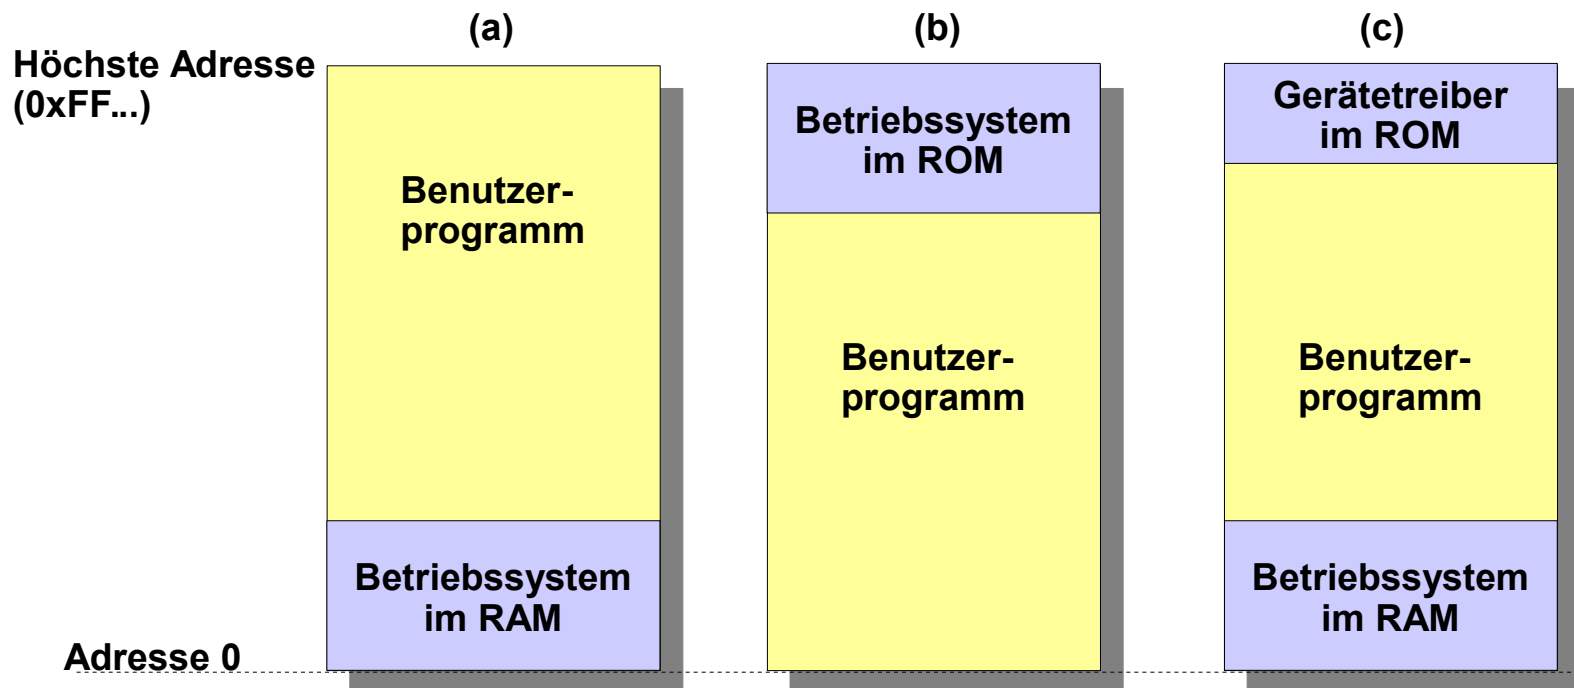 (a)
(b)
(c)
Höchste Adresse
(0xFF...)
Benutzer-
programm
Betriebssystem
im RAM
Betriebssystem
im ROM
Benutzer-
programm
Gerätetreiber
im ROM
Benutzer-
programm
Betriebssystem
im RAM
Adresse 0